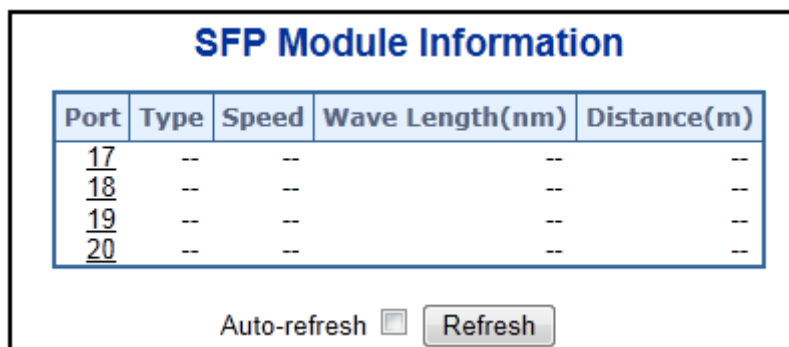 SFP Module Information
Port Type Speed Wave Length(nm) Distance(m)
17 -- -- -- --
18 -- -- -- --
19 -- -- -- --
20 -- -- -- --
Auto-refresh Refresh